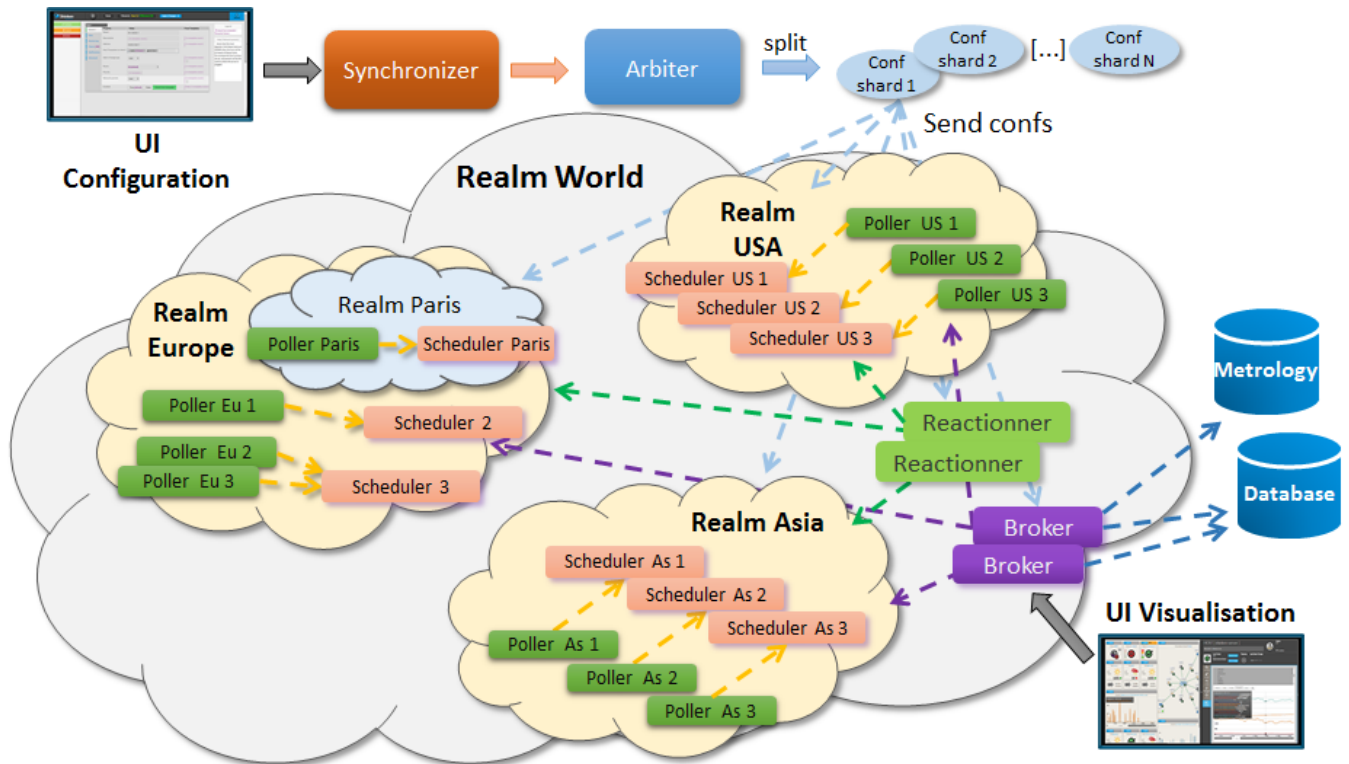 UI
Configuration
Synchronizer
Arbiter
split
Conf
shard 1
Conf
shard 2
[...]
Conf
shard N
Send confs
Realm World
Realm
USA
Poller US 1
Poller US 2
Poller US 3
Scheduler US 1
Scheduler US 2
Scheduler US 3
Realm
Europe
Realm Paris
Poller Paris
Scheduler Paris
Poller Eu 1
Scheduler 2
Poller Eu 2
Poller Eu 3
Scheduler 3
Reactionner
Reactionner
Metrology
Database
Realm Asia
Scheduler As 1
Scheduler As 2
Scheduler As 3
Poller As 1
Poller As 2
Poller As 3
Broker
Broker
UI Visualisation